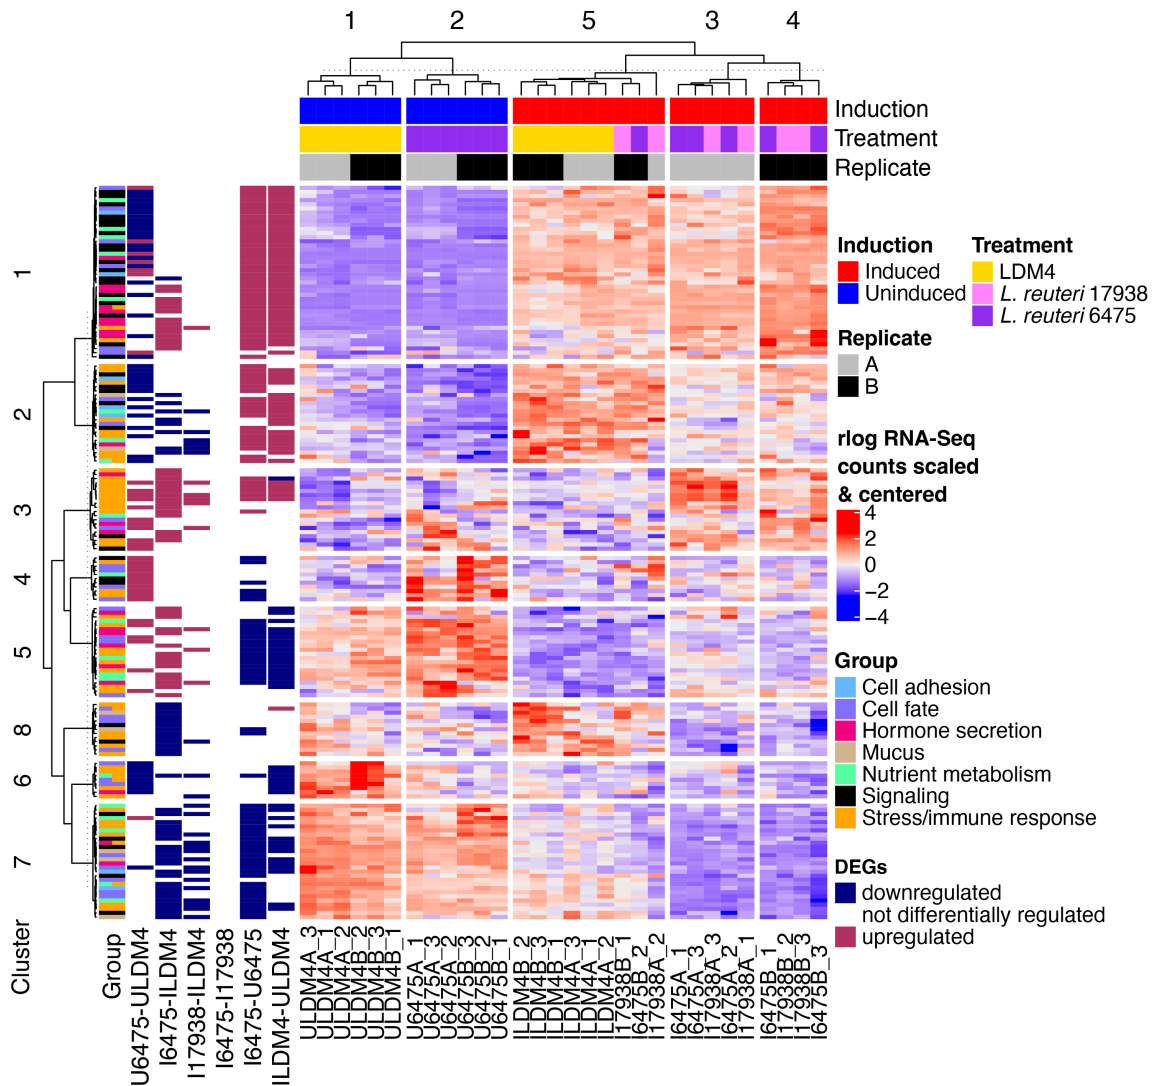 1 2 5 3 4
Induction
Treatment
Replicate
1
2
3
4
5
8
6
7
Cluster
Group
U6475-ULDM4
I6475-ILDM4
I17938-ILDM4
I6475-I17938
I6475-U6475
ILDM4-ULDM4
ULDM4A_3
ULDM4A_1
ULDM4A_2
ULDM4B_2
ULDM4B_3
ULDM4B_1
U6475A_1
U6475A_3
U6475A_2
U6475B_3
U6475B_2
U6475B_1
ILDM4B_2
ILDM4B_3
ILDM4B_1
ILDM4A_3
ILDM4A_1
ILDM4A_2
I17938B_1
I6475B_2
I17938A_2
I6475A_1
I6475A_3
I17938A_3
I6475A_2
I17938A_1
I6475B_1
I17938B_2
I17938B_3
I6475B_3
Induction
Induced
Uninduced
Treatment
LDM4
L. reuteri 17938
L. reuteri 6475
Replicate
A
B
rlog RNA-Seq
counts scaled
& centered
4
2
0
−2
−4
Group
Cell adhesion
Cell fate
Hormone secretion
Mucus
Nutrient metabolism
Signaling
Stress/immune response
DEGs
downregulated
not differentially regulated
upregulated